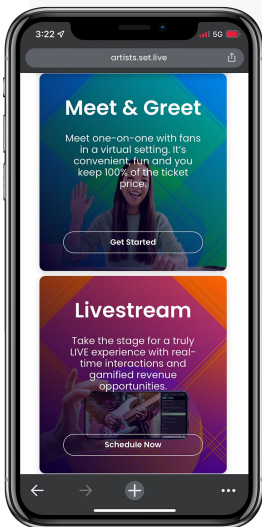 3:22
5G
artists.set.live
Meet & Greet
Meet one-on-one with fans
in a virtual setting. It's
convenient, fun and you
keep 100% of the ticket
price.
Get Started
Livestream
Take the stage for a truly
LIVE experience with real-
time interactions and
gamified revenue
opportunities.
Schedule Now